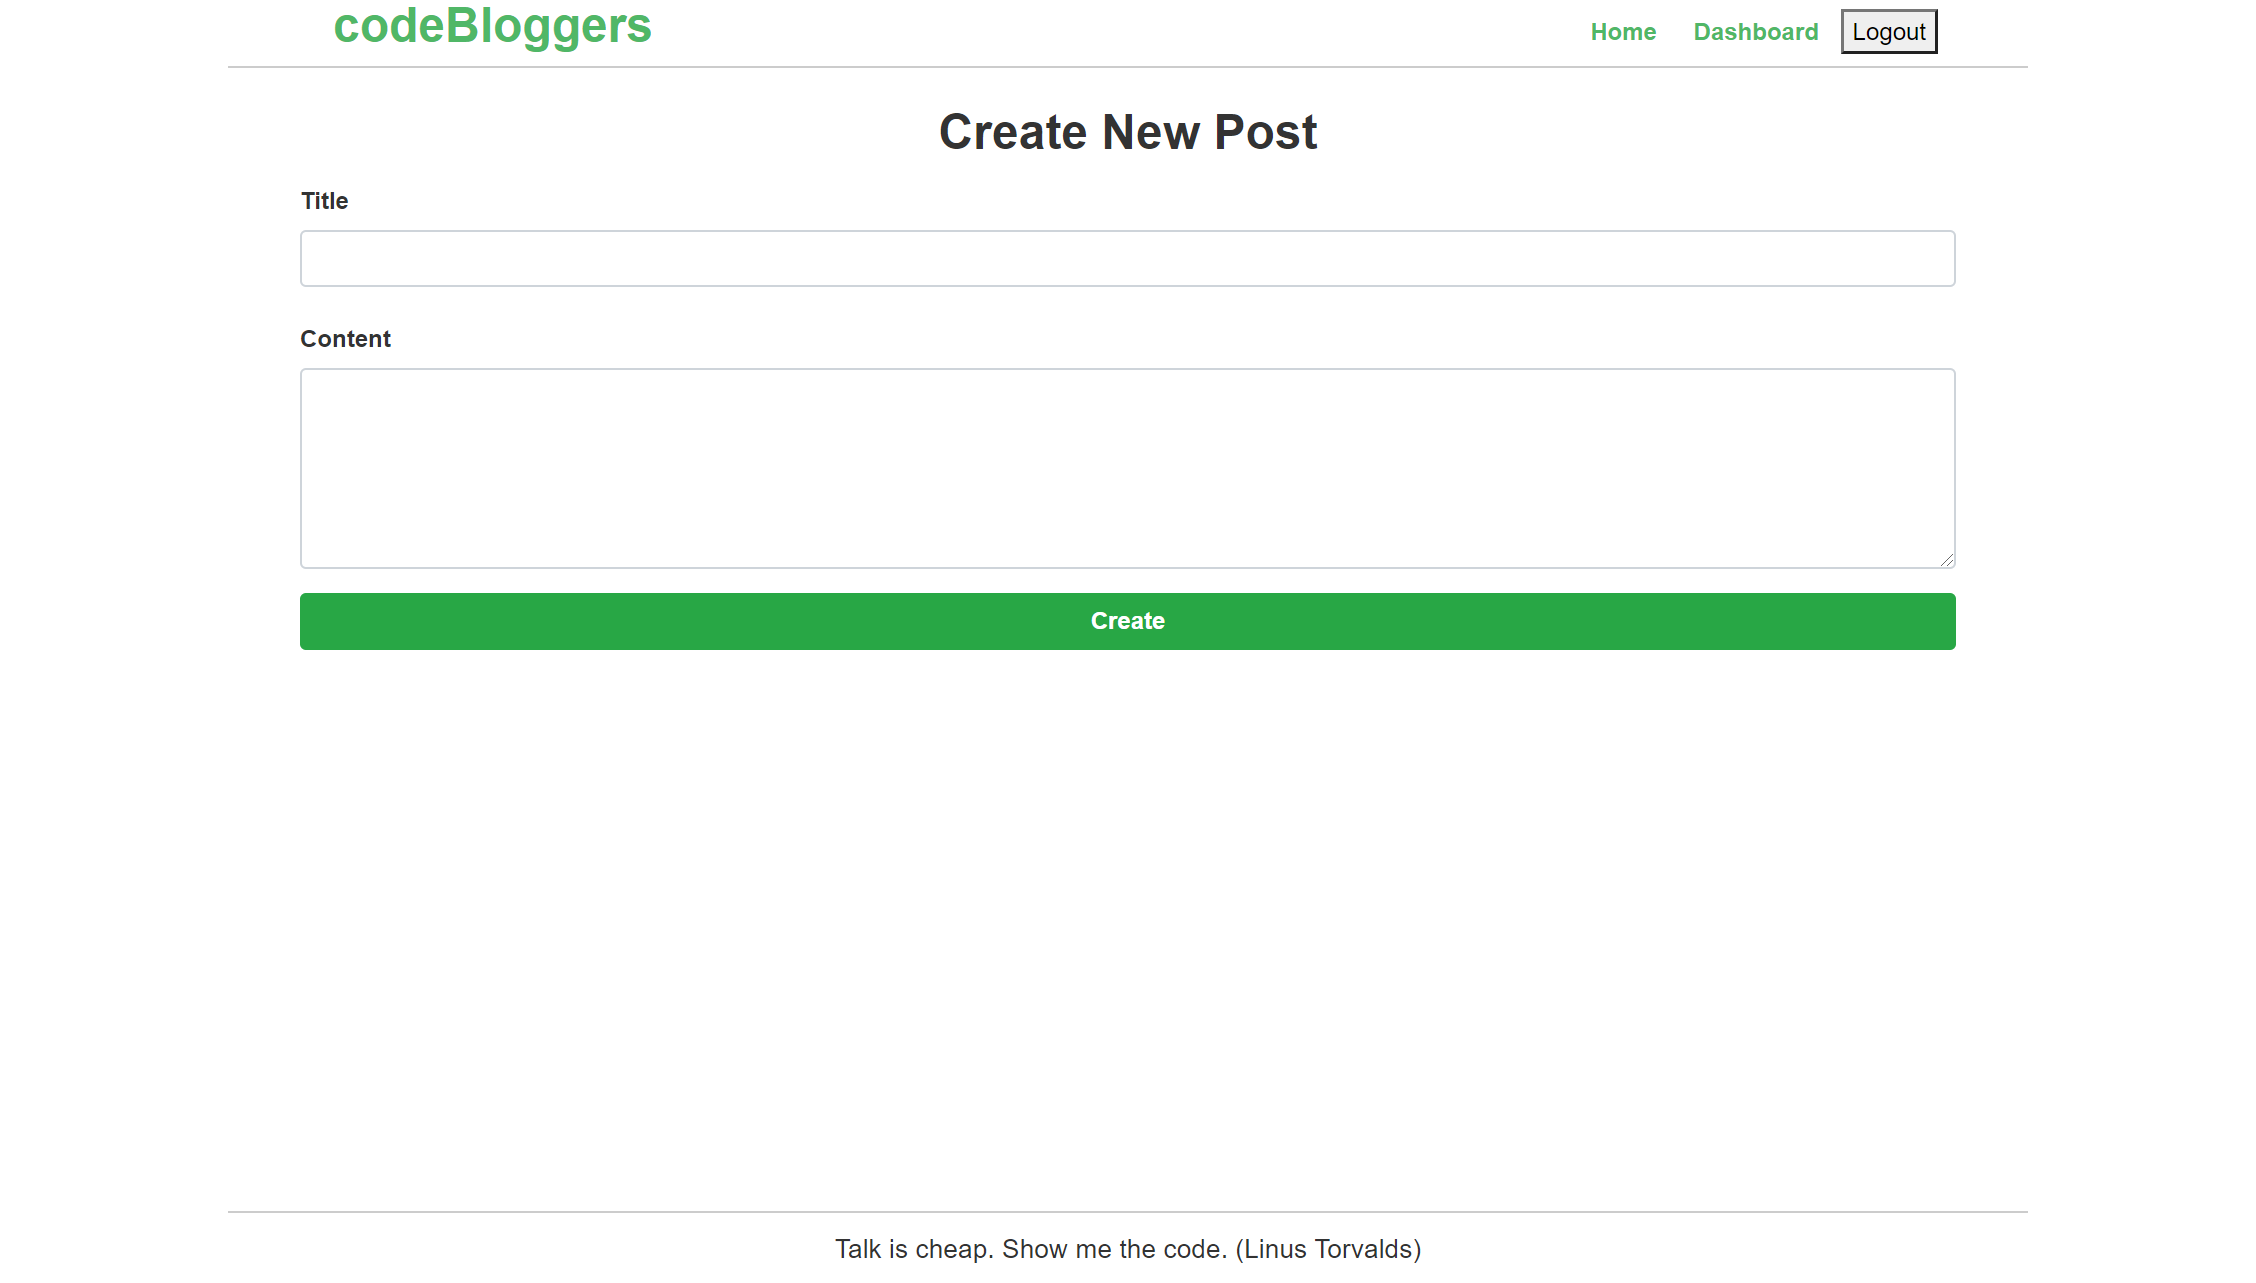 codeBloggers
Home Dashboard Logout
Create New Post
Title
Content
Create
Talk is cheap. Show me the code. (Linus Torvalds)